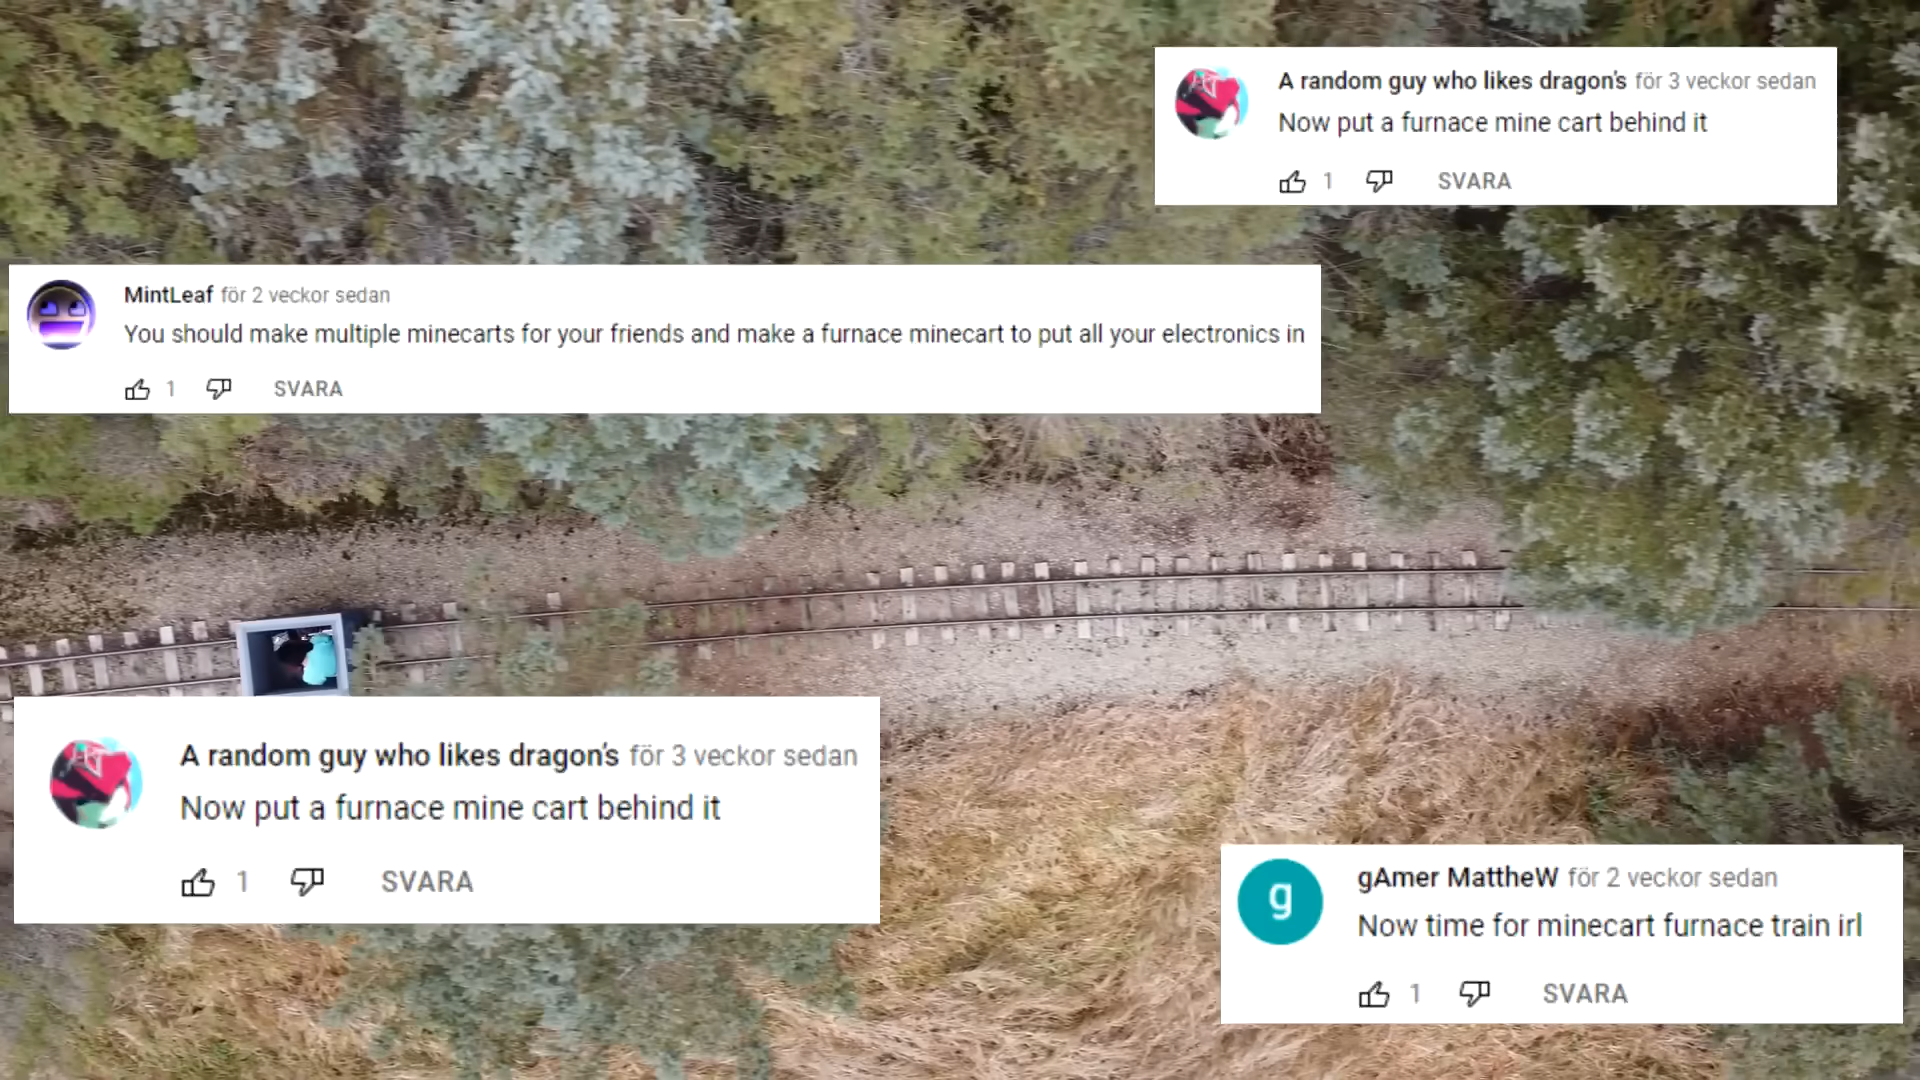 A random guy who likes dragon's för 3 veckor sedan
Now put a furnace mine cart behind it
1 SVARA
MintLeaf för 2 veckor sedan
You should make multiple minecarts for your friends and make a furnace minecart to put all your electronics in
1 SVARA
A random guy who likes dragon's för 3 veckor sedan
Now put a furnace mine cart behind it
1 SVARA
g
gAmer MattheW för 2 veckor sedan
Now time for minecart furnace train irl
1 SVARA